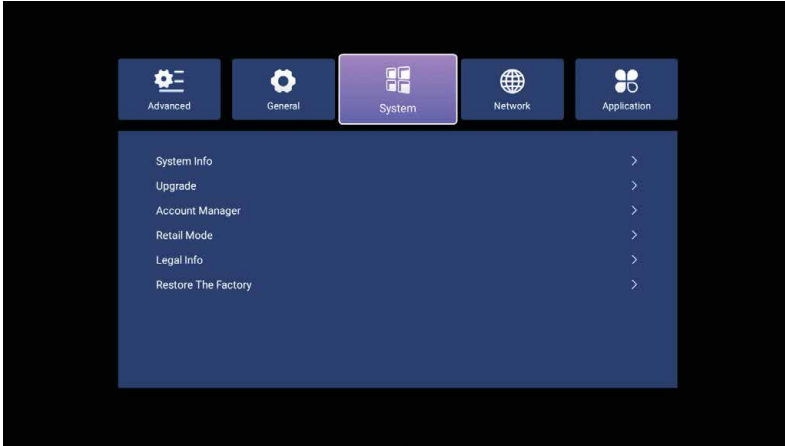 Advanced
General
System
Network
Application
System Info
Upgrade
Account Manager
Retail Mode
Legal Info
Restore The Factory